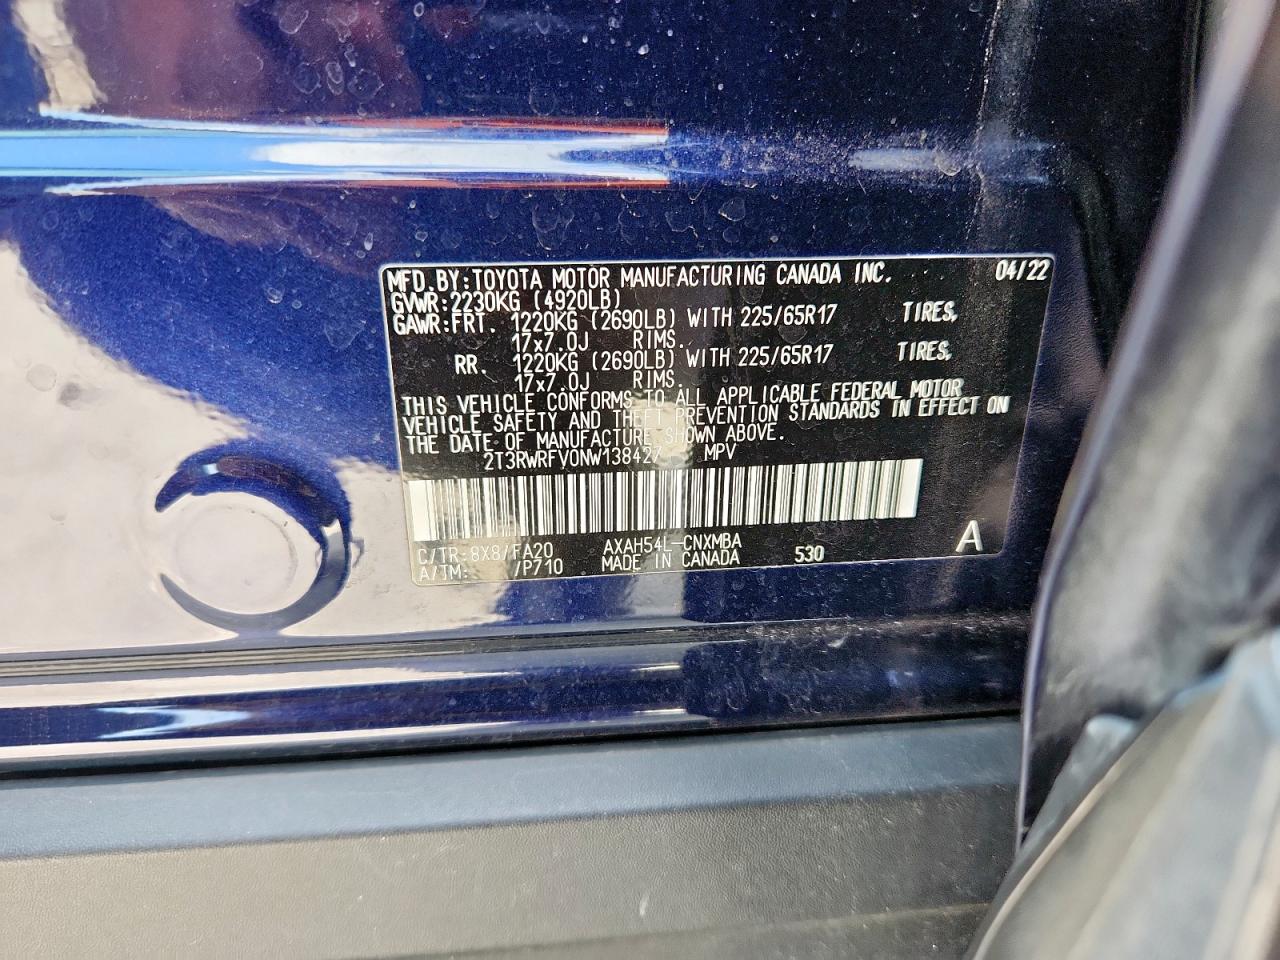 MFD.BY:TOYOTA MOTOR MANUFACTURING CANADA INC. 04/22
GVWR:2230KG (4920LB)
GAWR:FRT. 1220KG (2690LB) WITH 225/65R17 TIRES,
17x7.0J RIMS.
RR. 1220KG (2690LB) WITH 225/65R17 TIRES,
17x7.0J RIMS.
THIS VEHICLE CONFORMS TO ALL APPLICABLE FEDERAL MOTOR
VEHICLE SAFETY AND THEFT PREVENTION STANDARDS IN EFFECT ON
THE DATE OF MANUFACTURE SHOWN ABOVE.
2T3RWRFV0NW138427 MPV
C/TR:8X8/FA20 AXAH54L-CNXMBA
A/TM: /P710 MADE IN CANADA 530 A